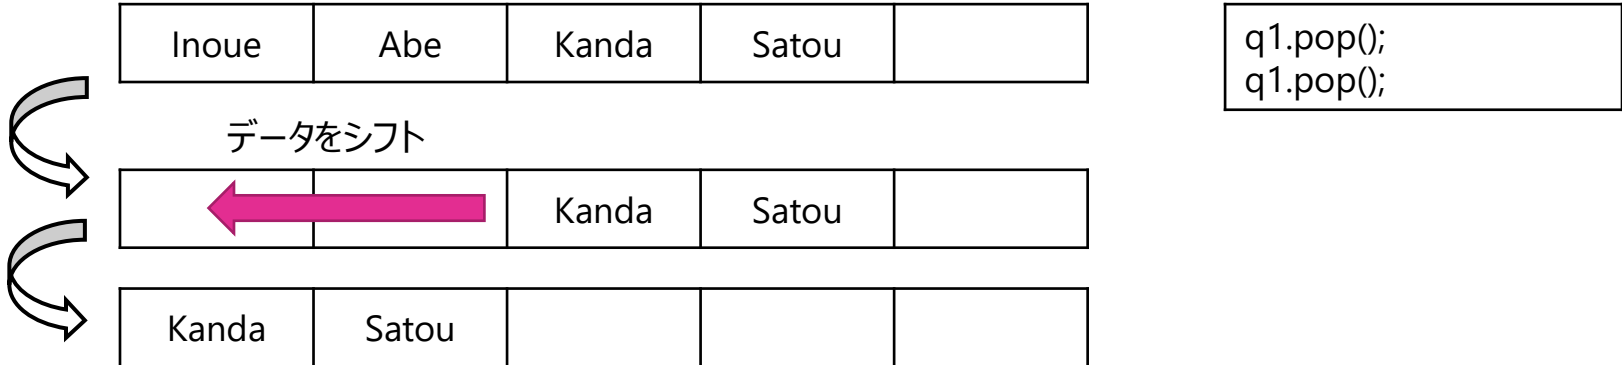 Inoue Abe Kanda Satou
q1.pop();
q1.pop();
データをシフト
Kanda Satou
Kanda Satou